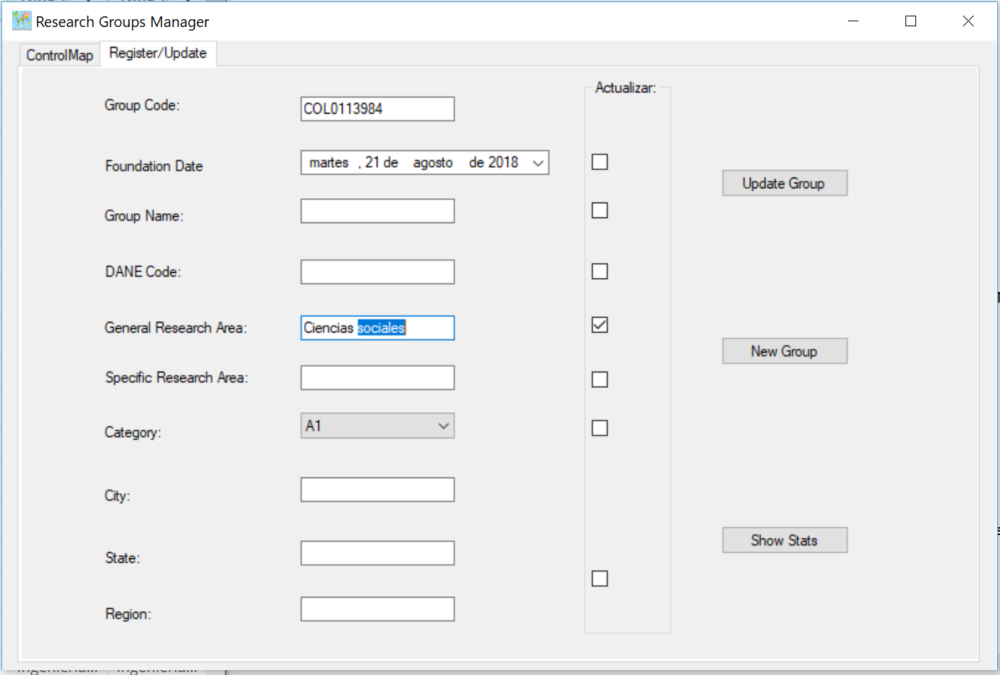 Research Groups Manager
ControlMap Register/Update
Actualizar:
Group Code: COL0113984
Foundation Date martes , 21 de agosto de 2018
Update Group
Group Name:
DANE Code:
General Research Area: Ciencias sociales
New Group
Specific Research Area:
Category: A1
City:
Show Stats
State:
Region: